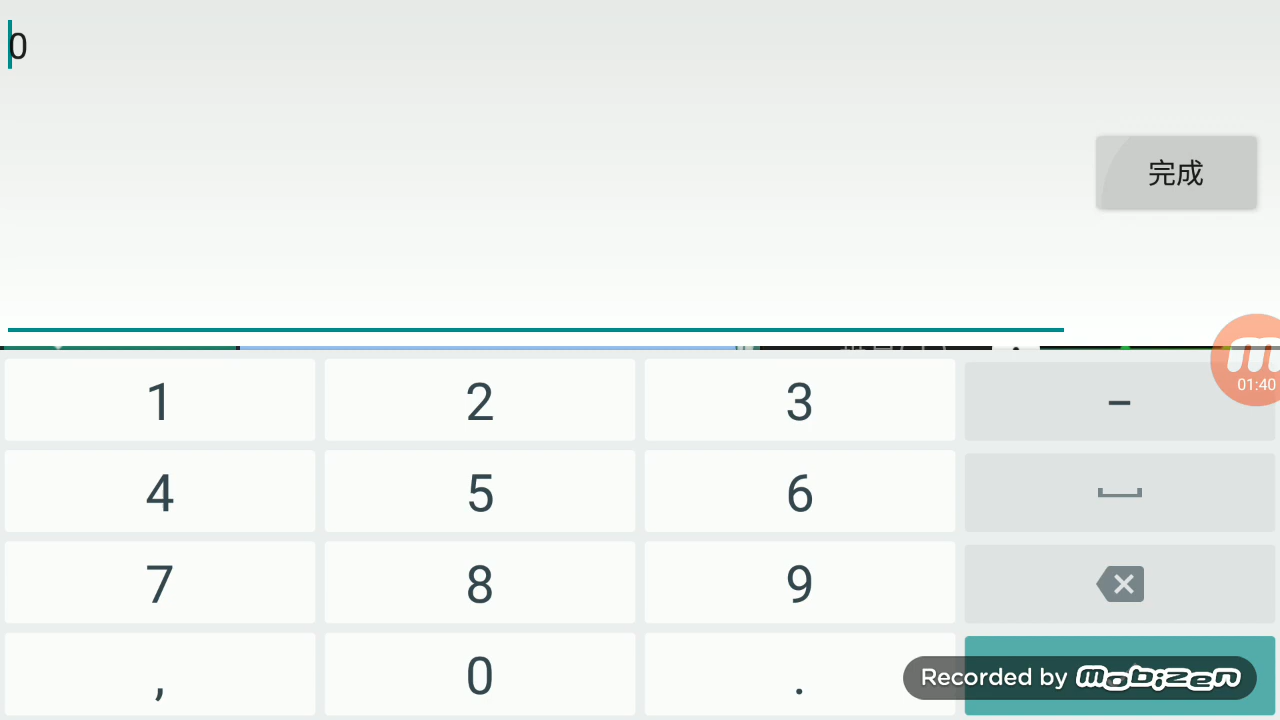 0
完成
01:40
1 2 3 –
4 5 6
7 8 9
, 0 .
Recorded by mobizen